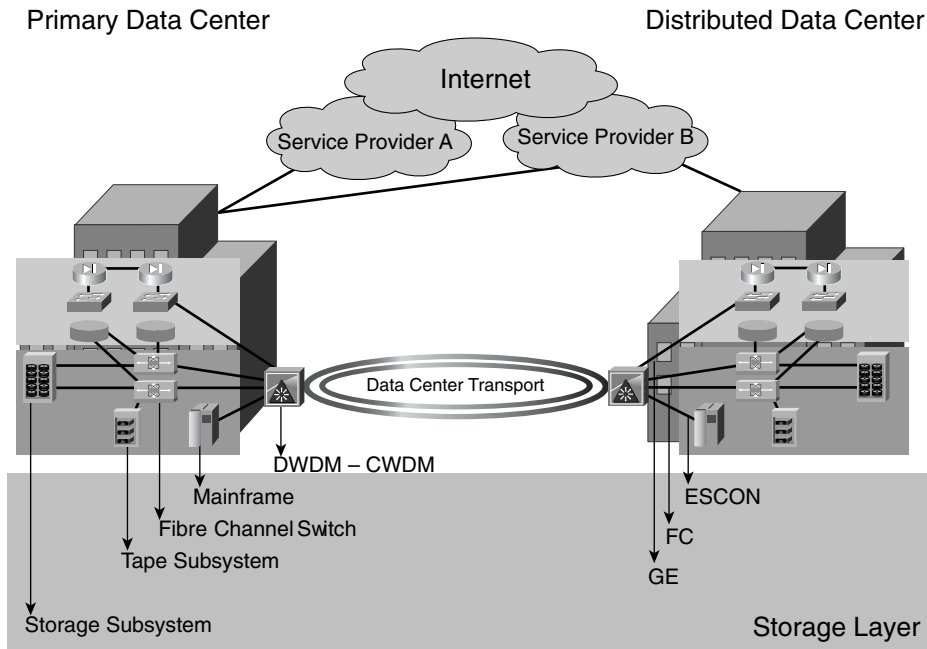 Primary Data Center
Distributed Data Center
Internet
Service Provider A
Service Provider B
Data Center Transport
DWDM – CWDM
Mainframe
ESCON
Fibre Channel Switch
FC
Tape Subsystem
GE
Storage Subsystem
Storage Layer